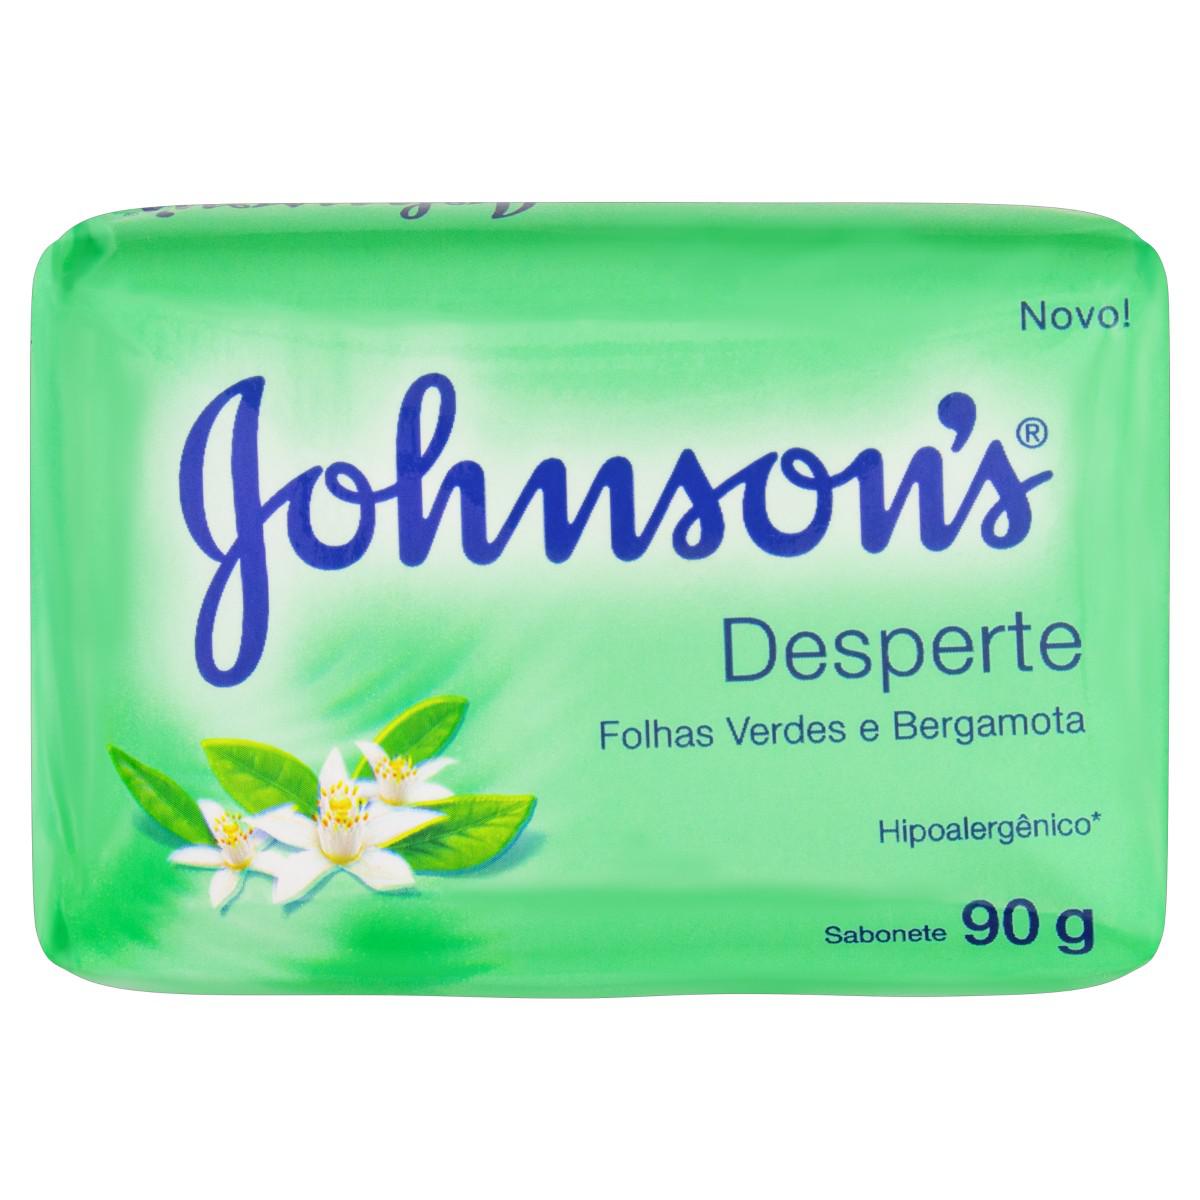 Novo!
Johnson's®
Desperte
Folhas Verdes e Bergamota
Hipoalergênico*
Sabonete 90 g